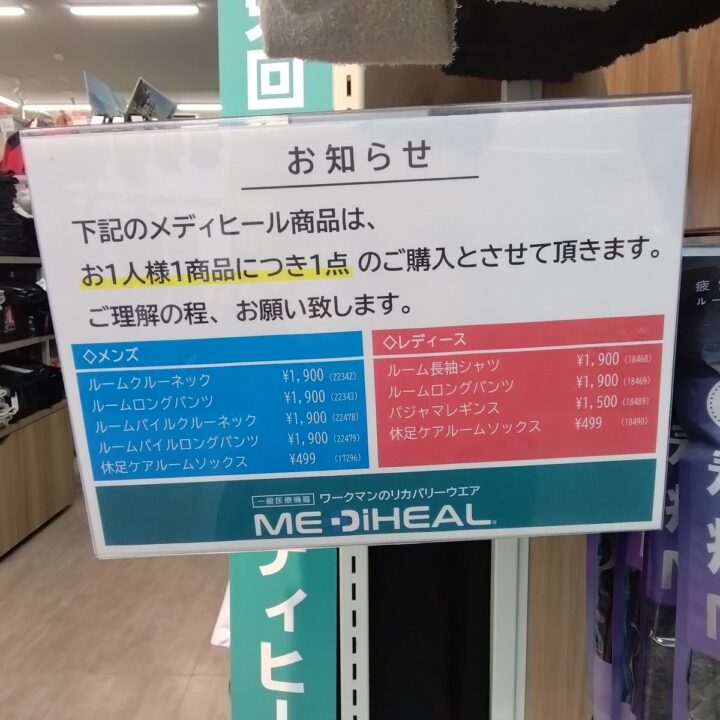 回
お知らせ
下記のメディヒール商品は、
お1人様1商品につき1点 のご購入とさせて頂きます。
ご理解の程、お願い致します。
◇メンズ
ルームクルーネック ¥1,900 (22342)
ルームロングパンツ ¥1,900 (22343)
ルームパイルクルーネック ¥1,900 (22478)
ルームパイルロングパンツ ¥1,900 (22479)
休足ケアルームソックス ¥499 (17296)
◇レディース
ルーム長袖シャツ ¥1,900 (18468)
ルームロングパンツ ¥1,900 (18469)
パジャマレギンス ¥1,500 (18489)
休足ケアルームソックス ¥499 (18490)
一般医療機器 ワークマンのリカバリーウエア
MEDiHEAL®
ィヒ